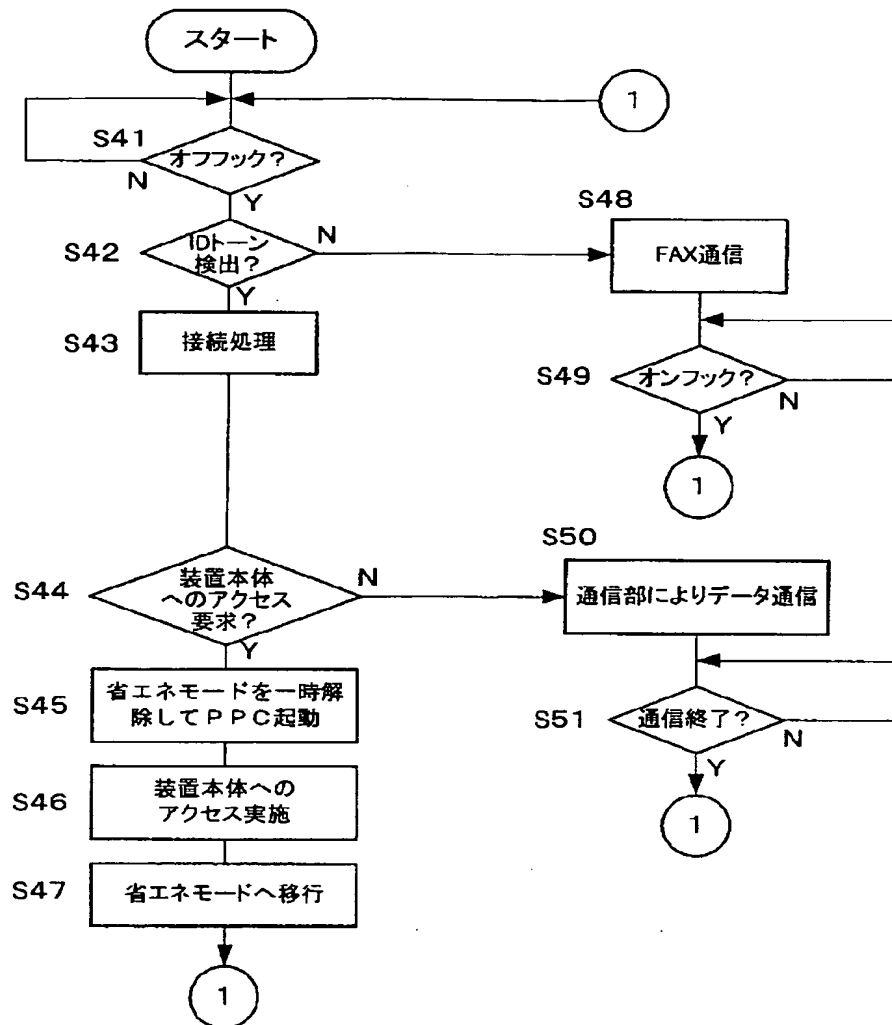 スタート
1
S41
オフフック?
N
Y
S42
IDトーン
検出?
N
Y
S48
FAX通信
S43
接続処理
S49
オンフック?
N
Y
1
S44
装置本体
へのアクセス
要求?
N
Y
S50
通信部によりデータ通信
S45
省エネモードを一時解
除してPPC起動
S51
通信終了?
N
Y
1
S46
装置本体への
アクセス実施
S47
省エネモードへ移行
1